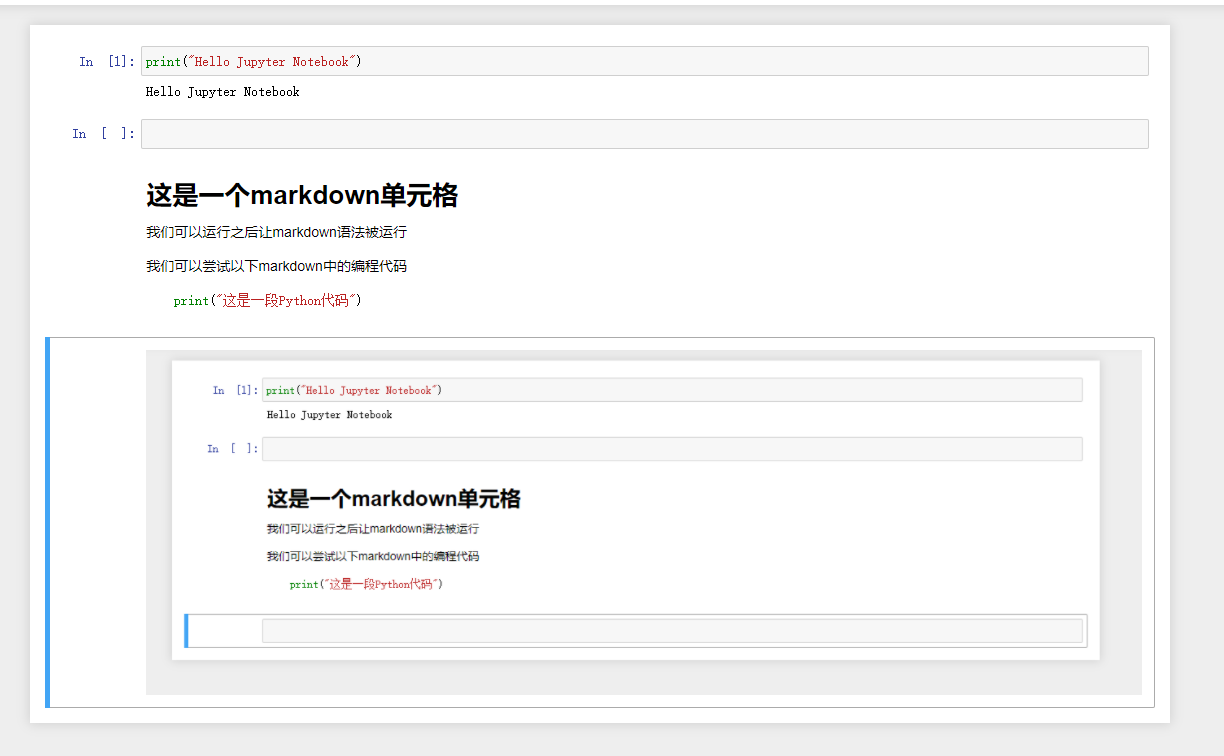 In [1]: print("Hello Jupyter Notebook")
Hello Jupyter Notebook
In [ ]:
这是一个markdown单元格
我们可以运行之后让markdown语法被运行
我们可以尝试以下markdown中的编程代码
print("这是一段Python代码")
In [1]: print("Hello Jupyter Notebook")
Hello Jupyter Notebook
In [ ]:
这是一个markdown单元格
我们可以运行之后让markdown语法被运行
我们可以尝试以下markdown中的编程代码
print("这是一段Python代码")